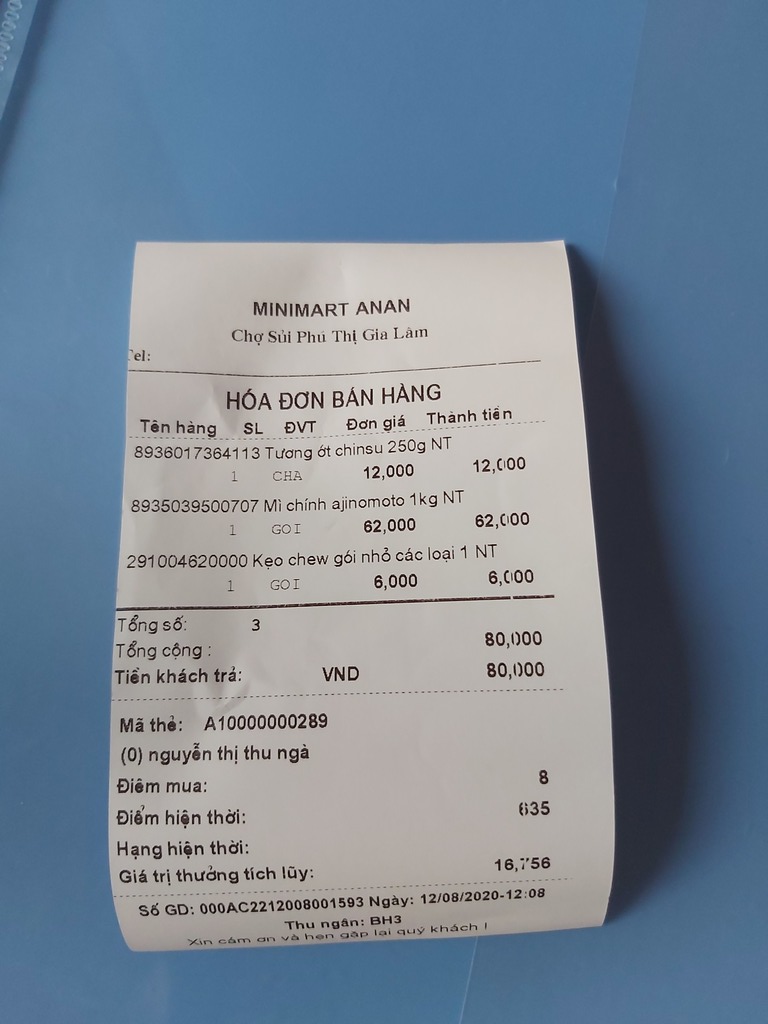 MINIMART ANAN
Chợ Sủi Phú Thị Gia Lâm
Tel:
HÓA ĐƠN BÁN HÀNG
Tên hàng SL ĐVT Đơn giá Thành tiền
8936017364113 Tương ớt chinsu 250g NT
1 CHA 12,000 12,000
8935039500707 Mì chính ajinomoto 1kg NT
1 GOI 62,000 62,000
291004620000 Kẹo chew gói nhỏ các loại 1 NT
1 GOI 6,000 6,000
Tổng số: 3
Tổng cộng : 80,000
Tiền khách trả: VND 80,000
Mã thẻ: A10000000289
(0) nguyễn thị thu ngà
Điểm mua: 8
Điểm hiện thời: 635
Hạng hiện thời:
Giá trị thưởng tích lũy: 16,756
Số GD: 000AC2212008001593 Ngày: 12/08/2020-12:08
Thu ngân: BH3
Xin cám ơn và hẹn gặp lại quý khách !